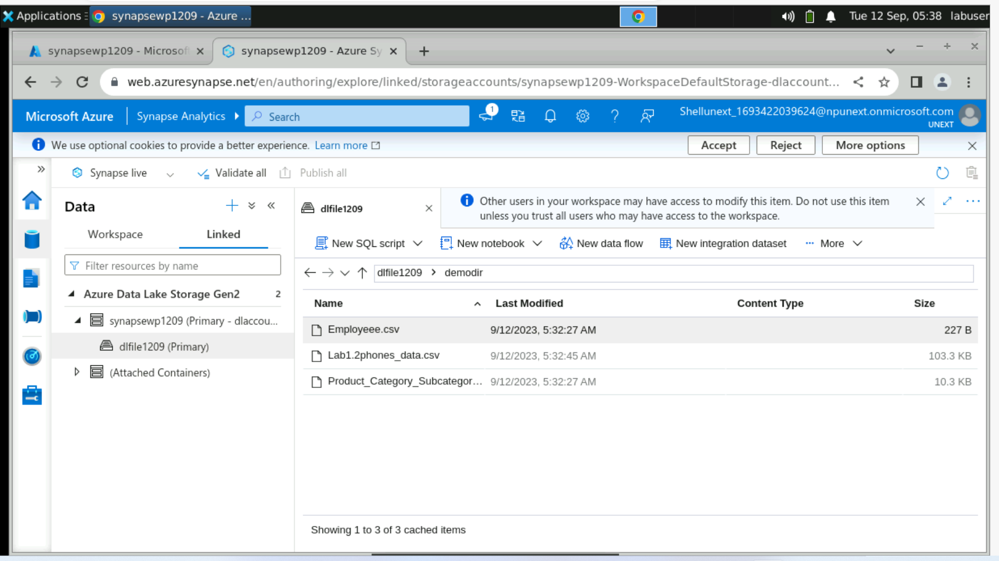 Applications synapsewp1209 - Azure ... Tue 12 Sep, 05:38 labuser
synapsewp1209 - Microsof synapsewp1209 - Azure Sy
web.azuresynapse.net/en/authoring/explore/linked/storageaccounts/synapsewp1209-WorkspaceDefaultStorage-dlaccount...
Microsoft Azure Synapse Analytics Search 1 Shellunext_1693422039624@npunext.onmicrosoft.com
UNEXT
We use optional cookies to provide a better experience. Learn more Accept Reject More options
Synapse live Validate all Publish all
Data
dlfile1209
Other users in your workspace may have access to modify this item. Do not use this item
unless you trust all users who may have access to the workspace.
Workspace Linked
New SQL script New notebook New data flow New integration dataset ... More
Filter resources by name
dlfile1209 > demodir
Azure Data Lake Storage Gen2 2
Name Last Modified Content Type Size
synapsewp1209 (Primary - dlaccou...
Employeee.csv 9/12/2023, 5:32:27 AM 227 B
dlfile1209 (Primary)
Lab1.2phones_data.csv 9/12/2023, 5:32:45 AM 103.3 KB
(Attached Containers)
Product_Category_Subcategor... 9/12/2023, 5:32:27 AM 10.3 KB
Showing 1 to 3 of 3 cached items